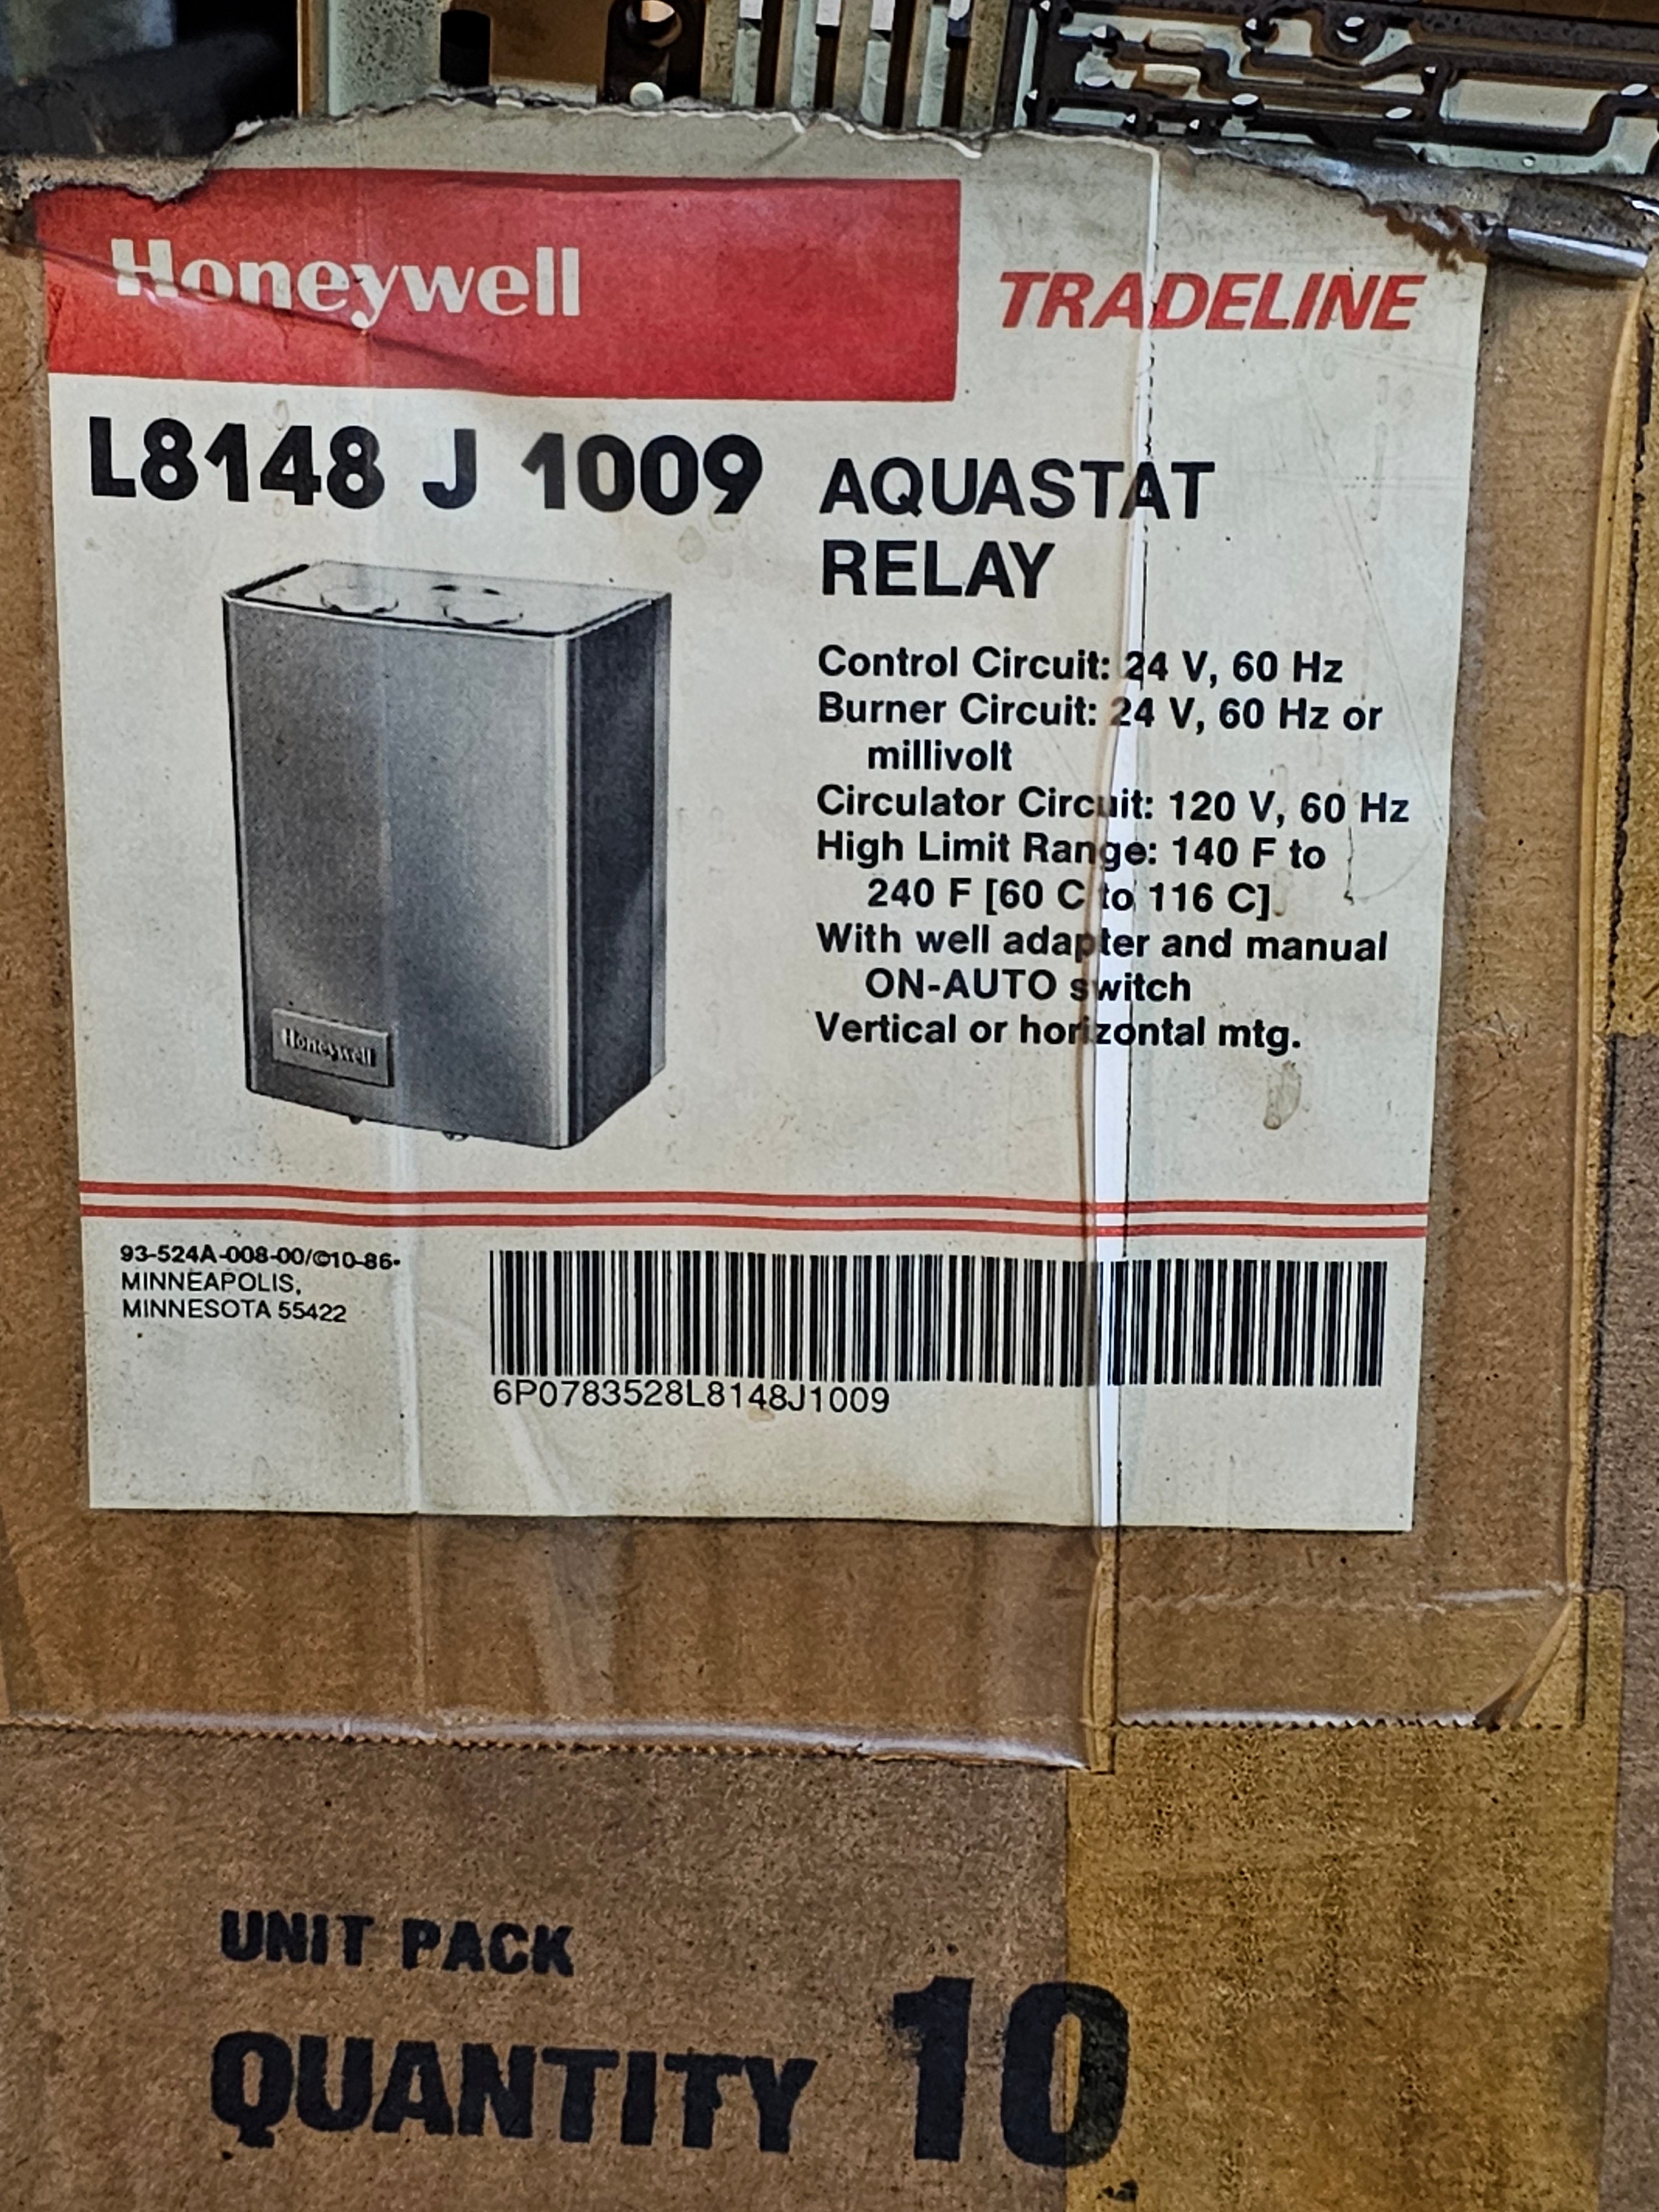 Honeywell
TRADELINE
L8148 J 1009
AQUASTAT
RELAY
Control Circuit: 24 V, 60 Hz
Burner Circuit: 24 V, 60 Hz or
millivolt
Circulator Circuit: 120 V, 60 Hz
High Limit Range: 140 F to
240 F [60 C to 116 C]
With well adapter and manual
ON-AUTO switch
Vertical or horizontal mtg.
Honeywell
93-524A-008-00/©10-86-
MINNEAPOLIS,
MINNESOTA 55422
6P0783528L8148J1009
UNIT PACK
QUANTITY 10